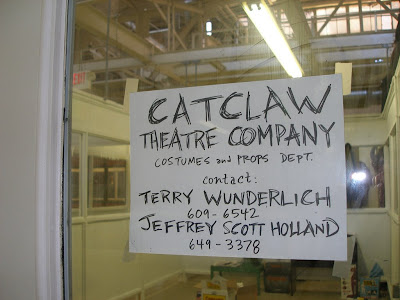 CATCLAW
THEATRE COMPANY
COSTUMES and PROPS DEPT.
contact:
TERRY WUNDERLICH
609-6542
JEFFREY SCOTT HOLLAND
649-3378